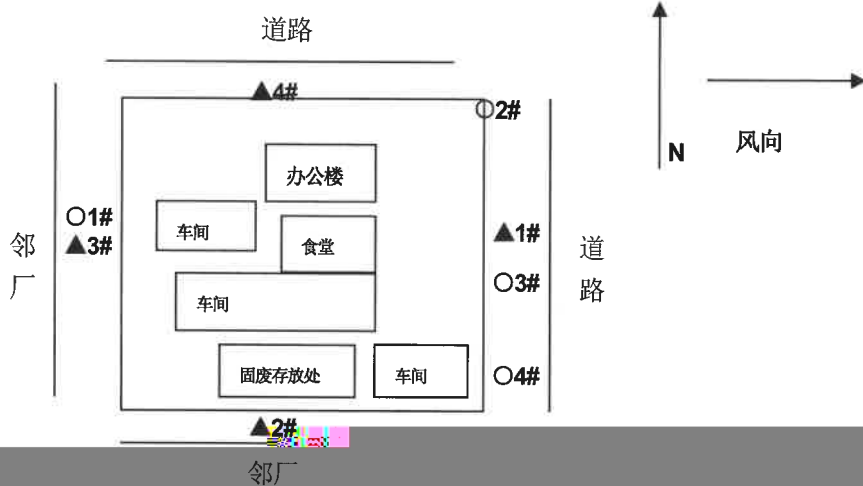 道路
▲4#
○2#
N
风向
办公楼
○1#
▲3#
车间
食堂
▲1#
邻厂
道路
车间
○3#
固废存放处
车间
○4#
▲2#
邻厂